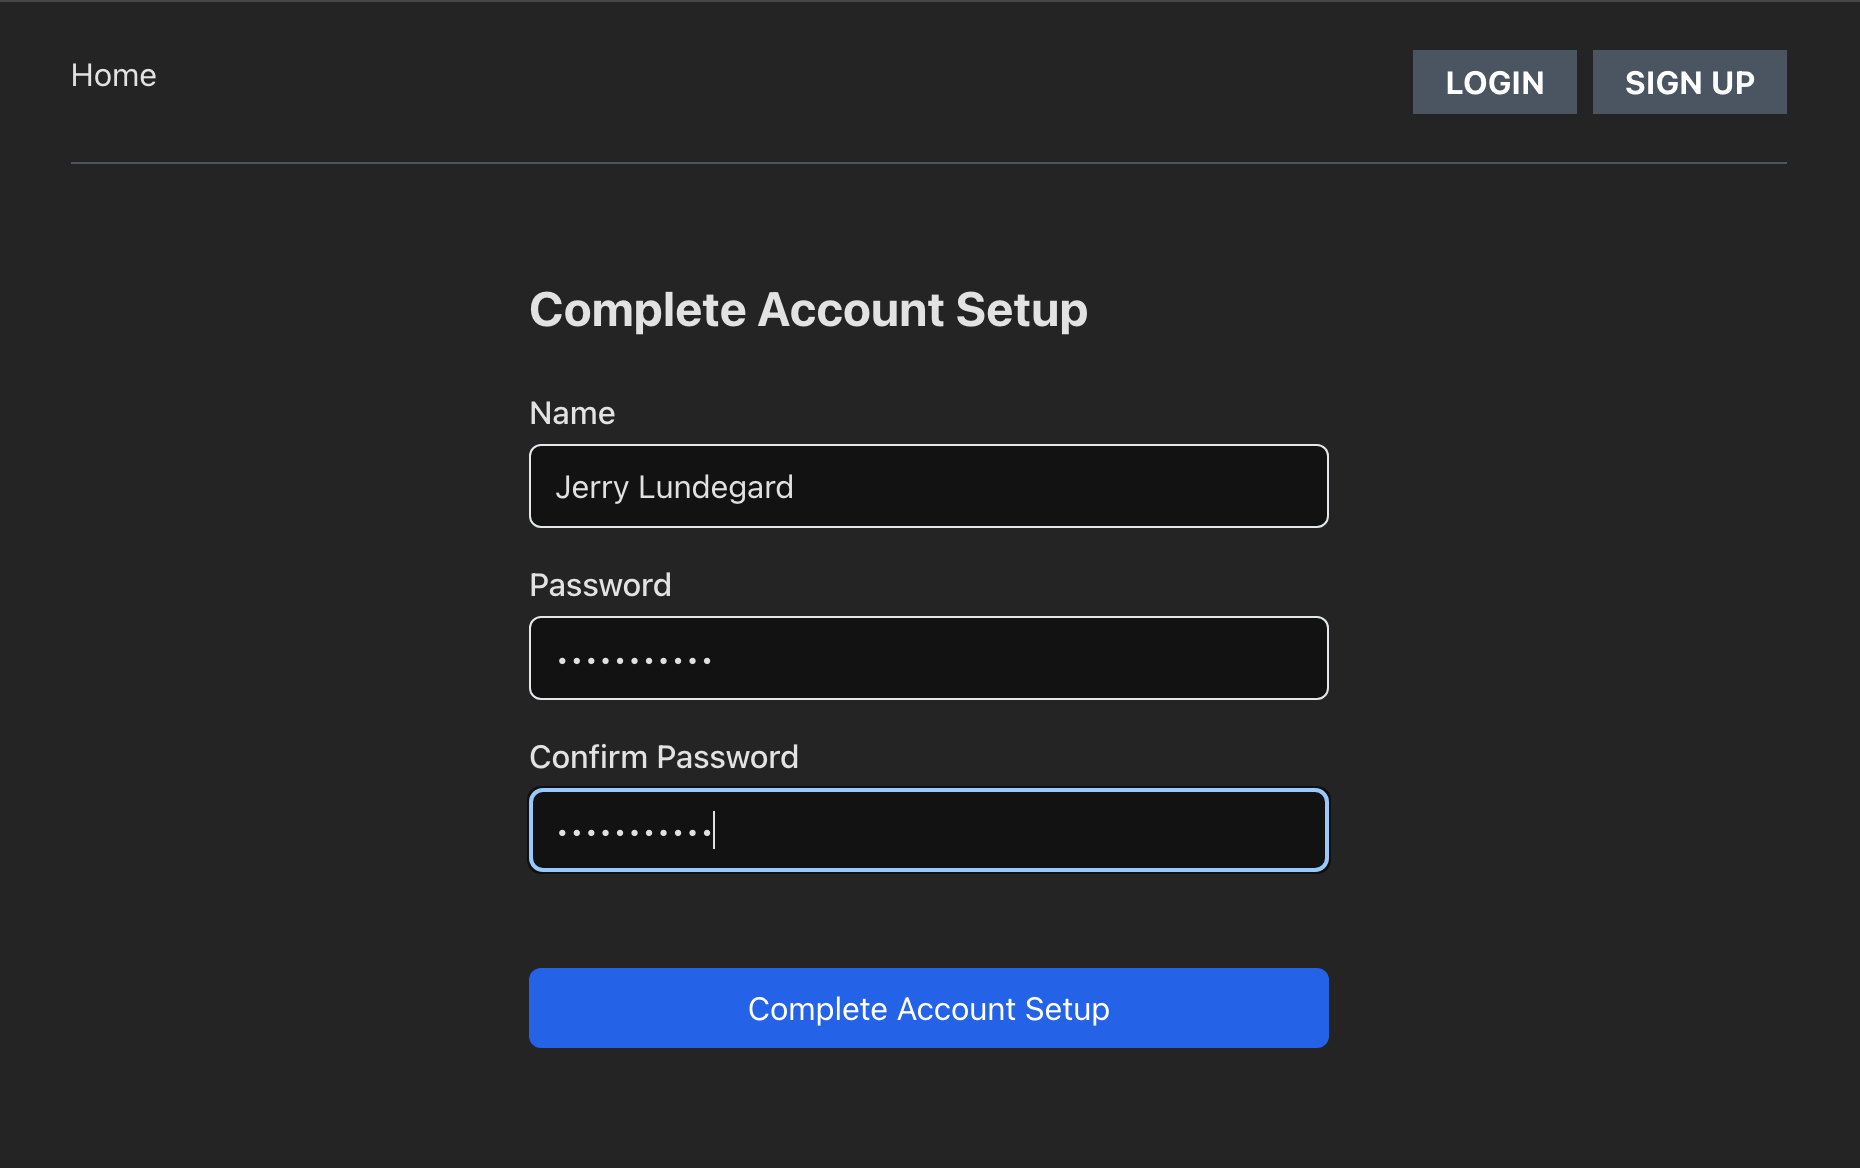 Home
LOGIN
SIGN UP
Complete Account Setup
Name
Jerry Lundegard
Password
•••••••••••
Confirm Password
•••••••••••
Complete Account Setup